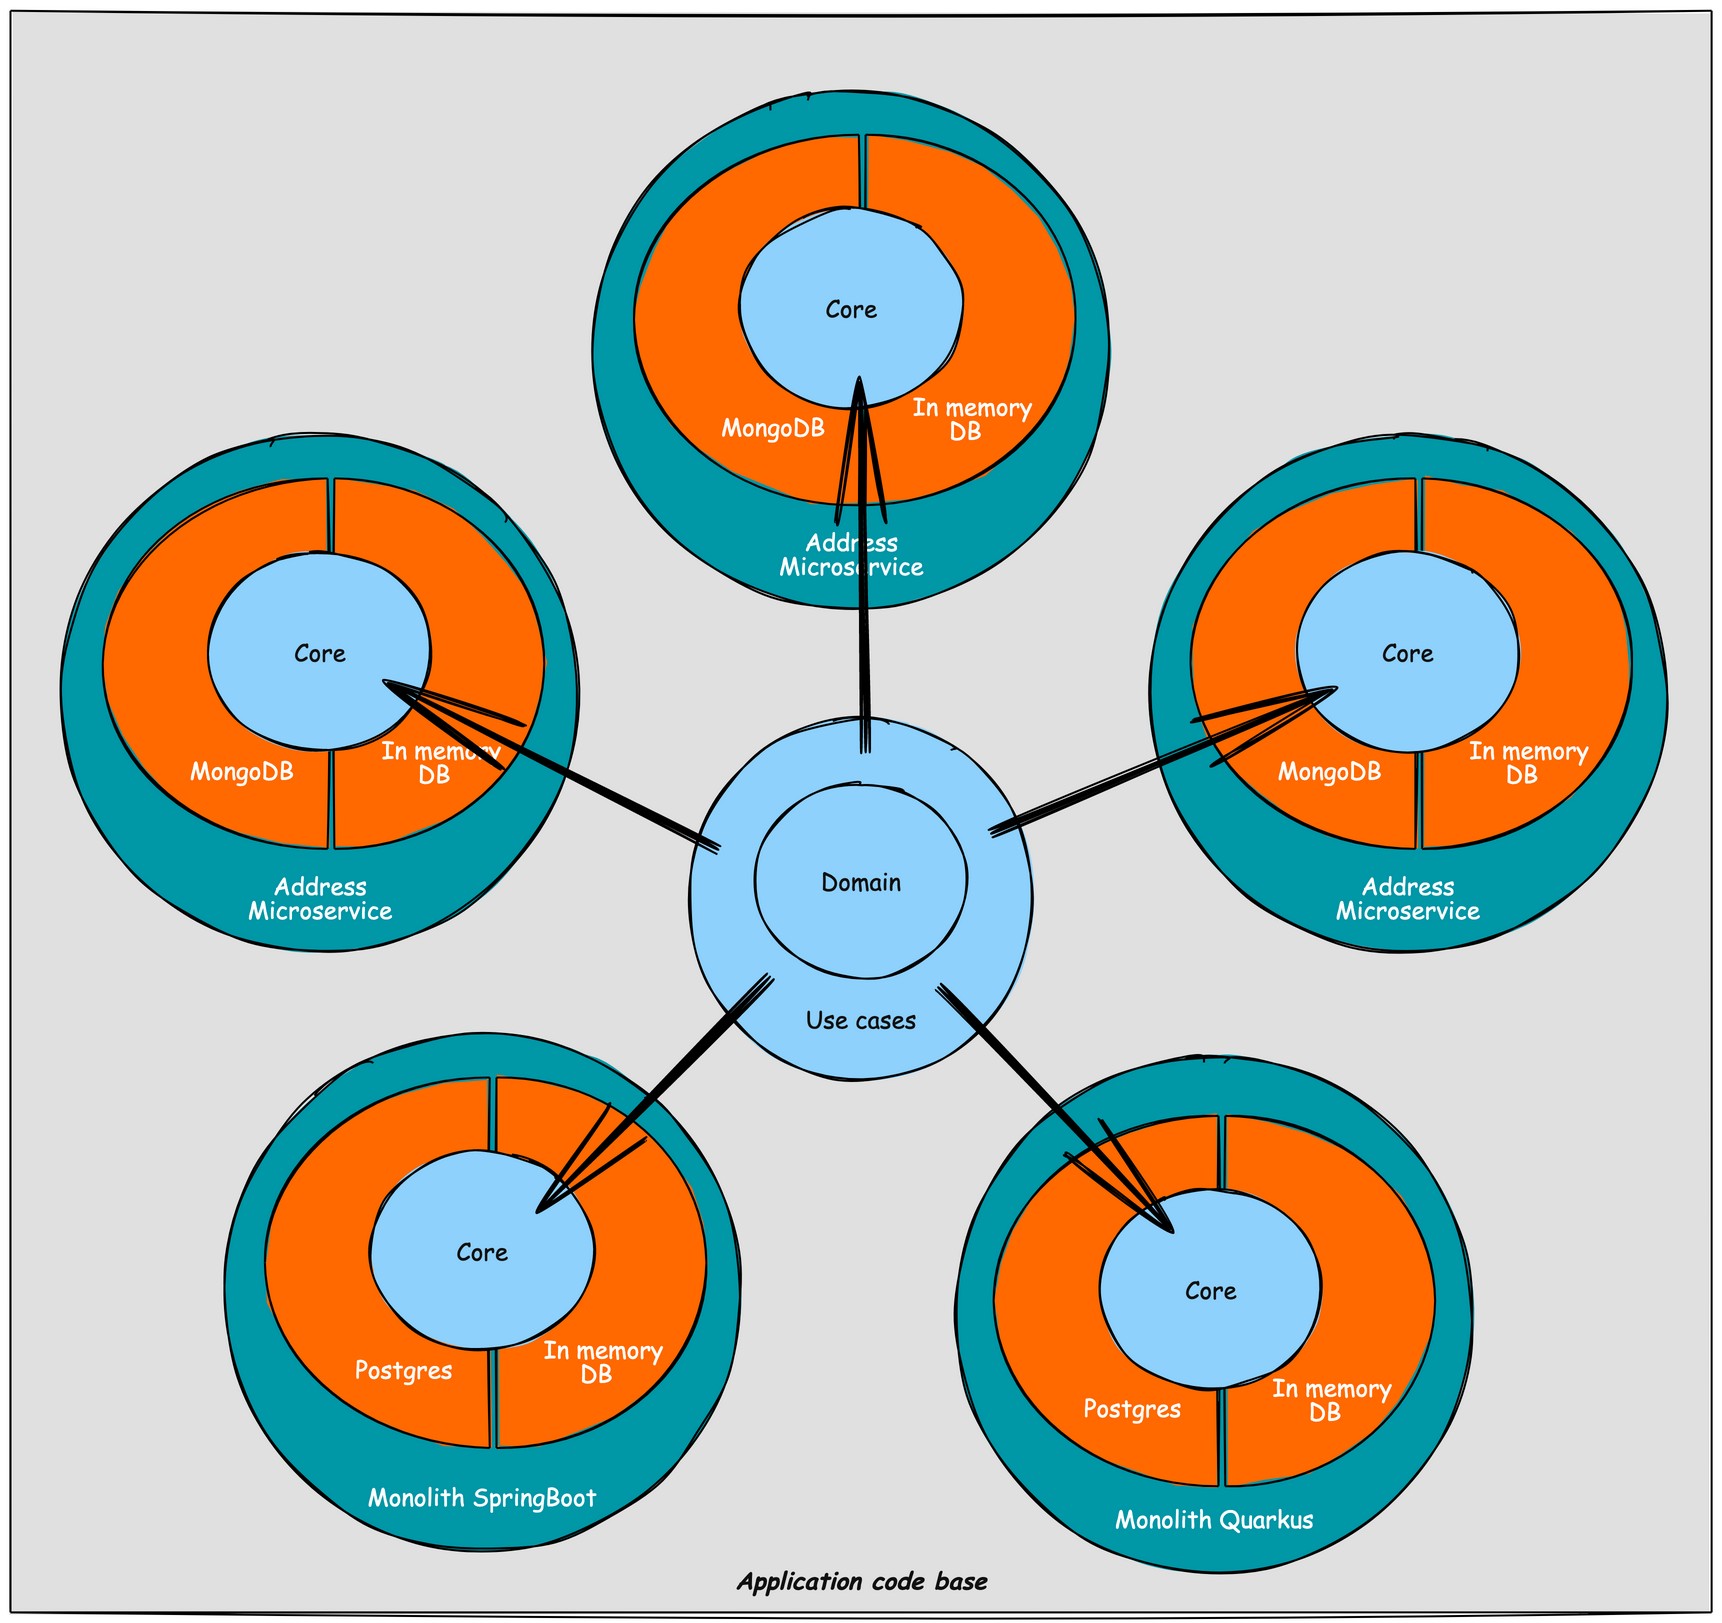 Core
MongoDB
In memory
DB
Address
Microservice
Core
MongoDB
In memory
DB
Address
Microservice
Core
MongoDB
In memory
DB
Address
Microservice
Domain
Use cases
Core
Postgres
In memory
DB
Monolith SpringBoot
Core
Postgres
In memory
DB
Monolith Quarkus
Application code base